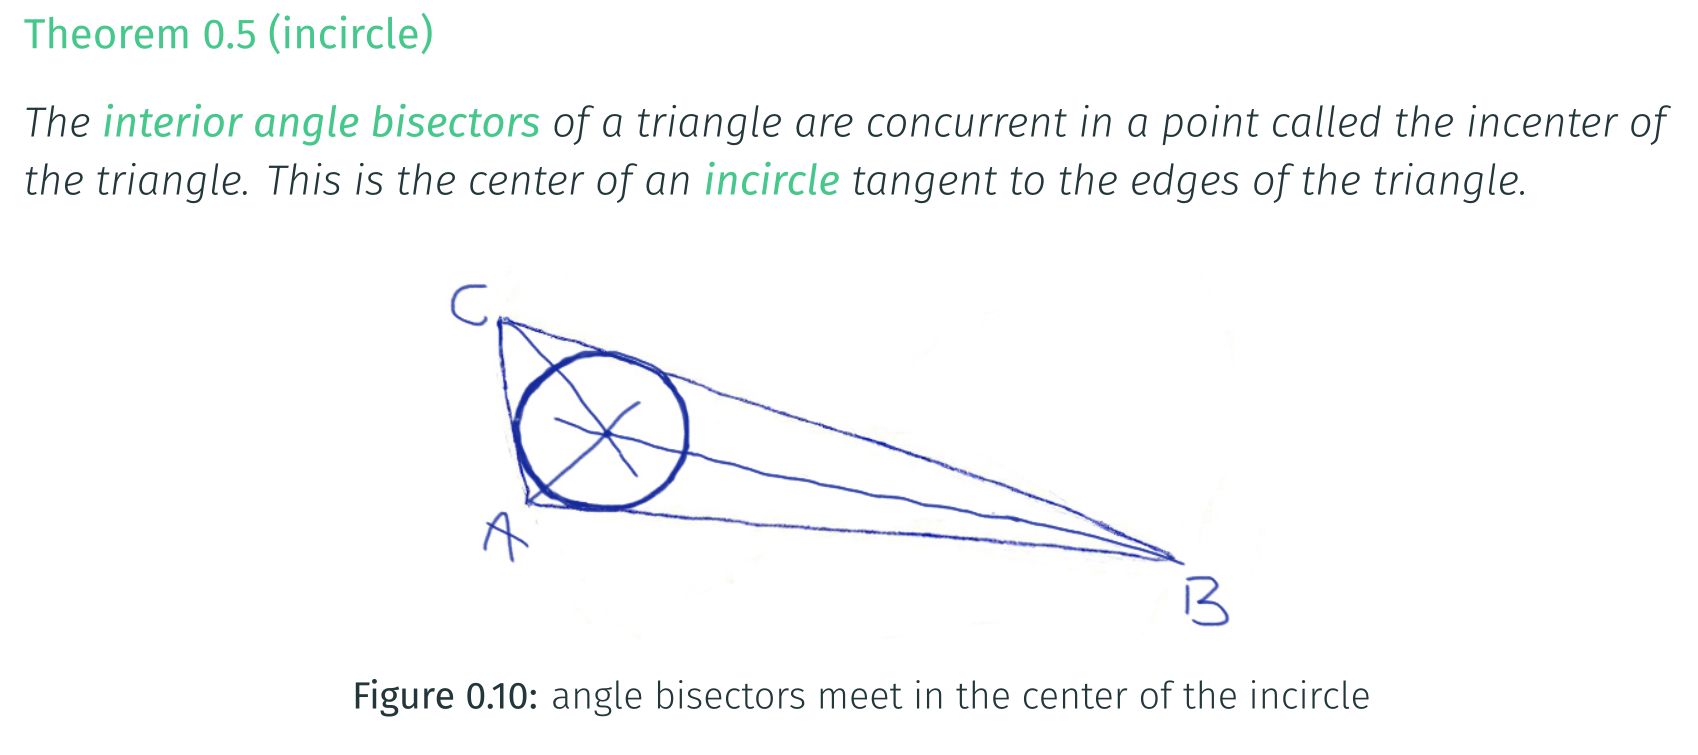 Theorem 0.5 (incircle)
The interior angle bisectors of a triangle are concurrent in a point called the incenter of
the triangle. This is the center of an incircle tangent to the edges of the triangle.
C
A
B
Figure 0.10: angle bisectors meet in the center of the incircle